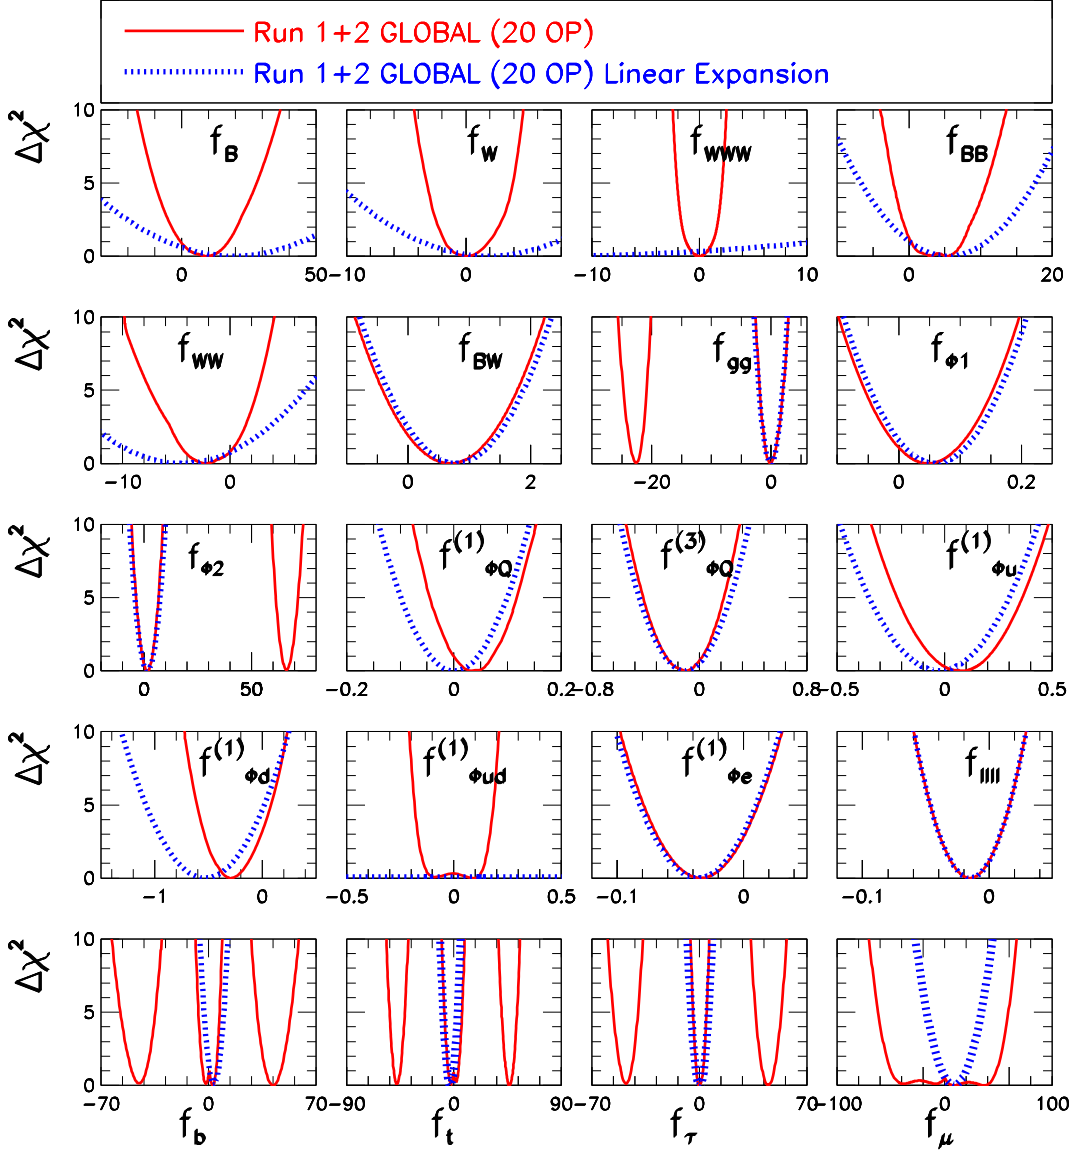 Run 1+2 GLOBAL (20 OP)
Run 1+2 GLOBAL (20 OP) Linear Expansion
Δχ² 10 5 0
f_B 0 50
f_W -10 0
f_WWW -10 0 10
f_BB 0 20
Δχ² 10 5 0
f_WW -10 0
f_BW 0 2
f_gg -20 0
f_Φ1 0 0.2
Δχ² 10 5 0
f_Φ2 0 50
f^(1)_ΦQ -0.2 0 0.2
f^(3)_ΦQ -0.8 0 0.8
f^(1)_Φu -0.5 0 0.5
Δχ² 10 5 0
f^(1)_Φd -1 0
f^(1)_Φud -0.5 0 0.5
f^(1)_Φe -0.1 0
f_llll -0.1 0
Δχ² 10 5 0
-70 0 70 f_b
-90 0 90 f_t
-70 0 70 f_τ
-100 0 100 f_μ